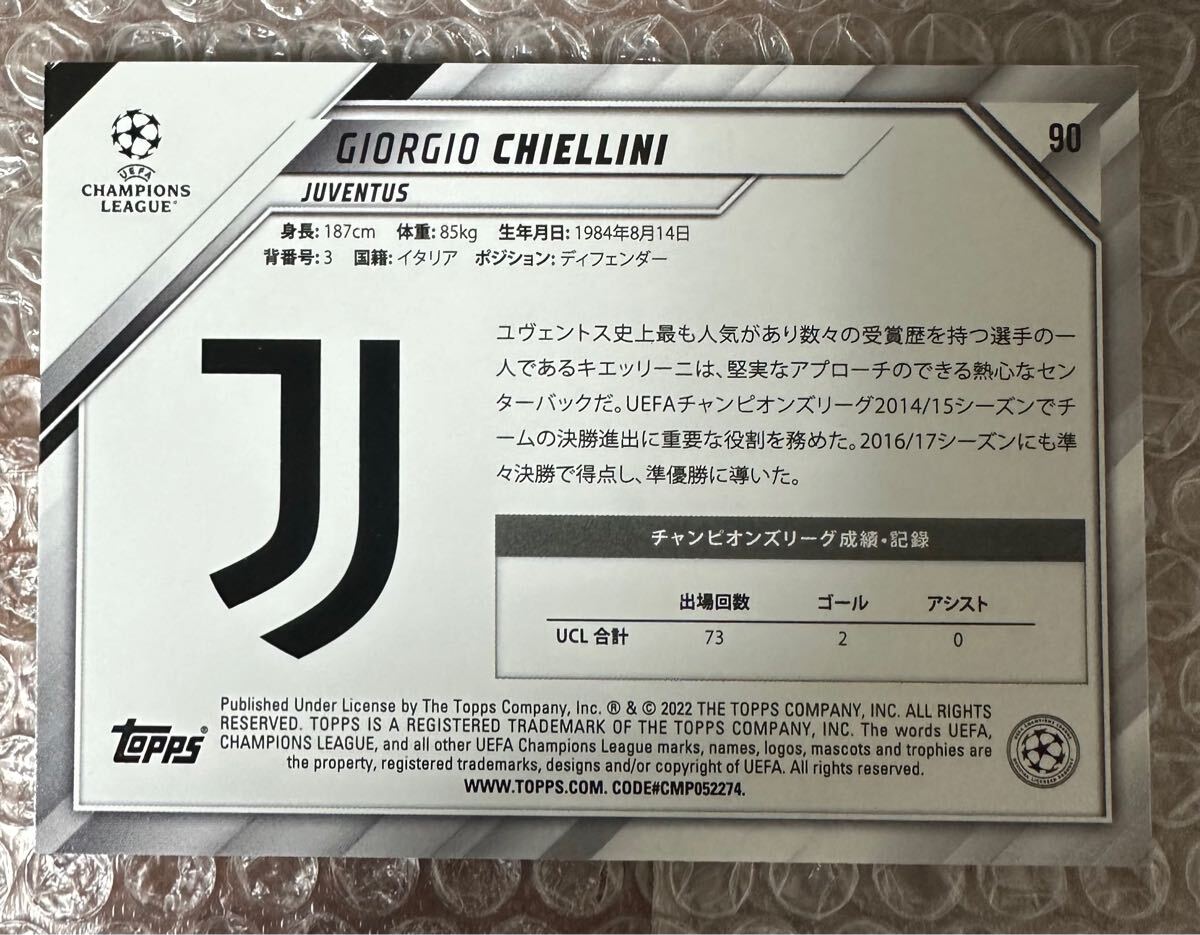 UEFA
CHAMPIONS
LEAGUE®
GIORGIO CHIELLINI
90
JUVENTUS
身長: 187cm 体重: 85kg 生年月日: 1984年8月14日
背番号: 3 国籍: イタリア ポジション: ディフェンダー
ユヴェントス史上最も人気があり数々の受賞歴を持つ選手の一
人であるキエッリーニは、堅実なアプローチのできる熱心なセン
ターバックだ。UEFAチャンピオンズリーグ2014/15シーズンでチ
ームの決勝進出に重要な役割を務めた。2016/17シーズンにも準
々決勝で得点し、準優勝に導いた。
チャンピオンズリーグ成績・記録
出場回数 ゴール アシスト
UCL 合計 73 2 0
Published Under License by The Topps Company, Inc. ® & © 2022 THE TOPPS COMPANY, INC. ALL RIGHTS
RESERVED. TOPPS IS A REGISTERED TRADEMARK OF THE TOPPS COMPANY, INC. The words UEFA,
CHAMPIONS LEAGUE, and all other UEFA Champions League marks, names, logos, mascots and trophies are
the property, registered trademarks, designs and/or copyright of UEFA. All rights reserved.
WWW.TOPPS.COM. CODE#CMP052274.
topps®